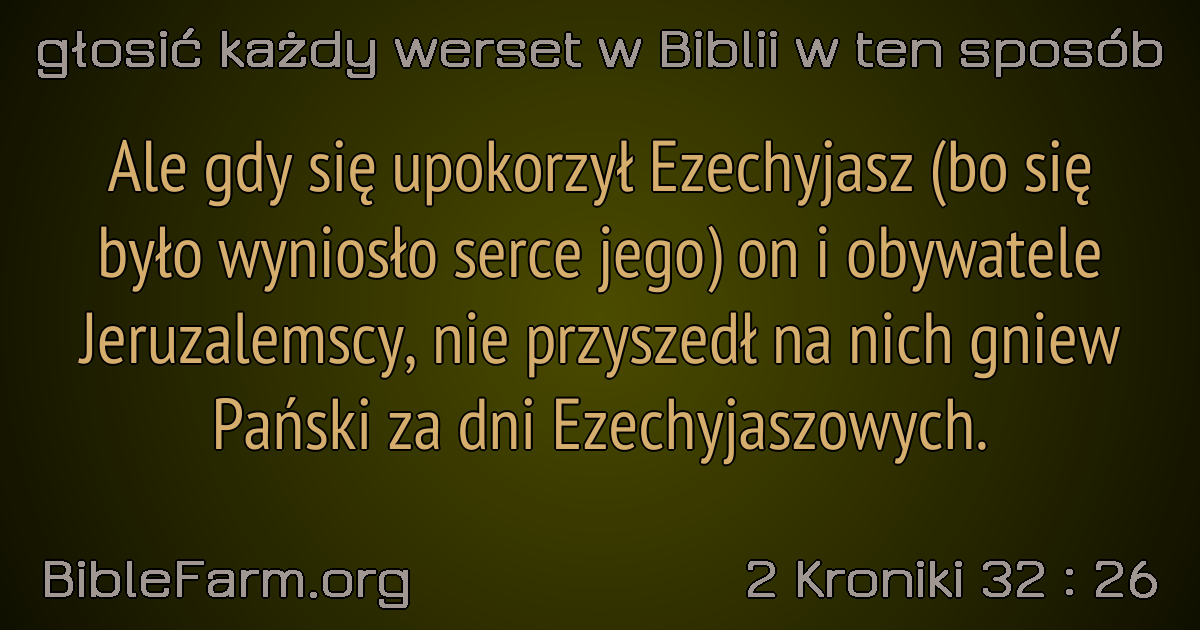 głosić każdy werset w Biblii w ten sposób
Ale gdy się upokorzył Ezechyjasz (bo się
było wyniosło serce jego) on i obywatele
Jeruzalemscy, nie przyszedł na nich gniew
Pański za dni Ezechyjaszowych.
BibleFarm.org
2 Kroniki 32 : 26